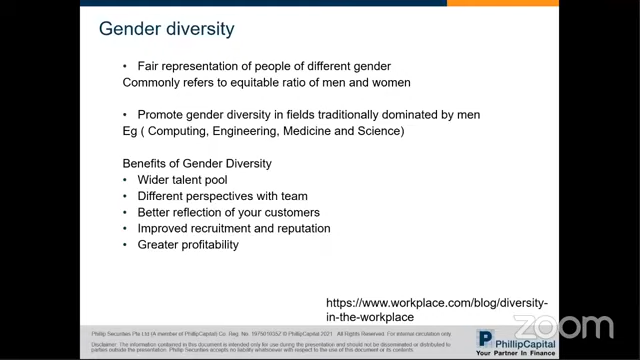 Gender diversity
• Fair representation of people of different gender
Commonly refers to equitable ratio of men and women
• Promote gender diversity in fields traditionally dominated by men
Eg ( Computing, Engineering, Medicine and Science)
Benefits of Gender Diversity
• Wider talent pool
• Different perspectives with team
• Better reflection of your customers
• Improved recruitment and reputation
• Greater profitability
https://www.workplace.com/blog/diversity-
in-the-workplace
Phillip Securities Pte Ltd (A member of PhillipCapital) Co. Reg. No. 197501035Z © PhillipCapital 2021. All Rights Reserved. For internal circulation only.
Disclaimer: The information contained in this document is intended only for use during the presentation and should not be disseminated or distributed to
parties outside the presentation. Phillip Securities accepts no liability whatsoever with respect to the use of this document or its contents.
PhillipCapital
Your Partner In Finance
zoom